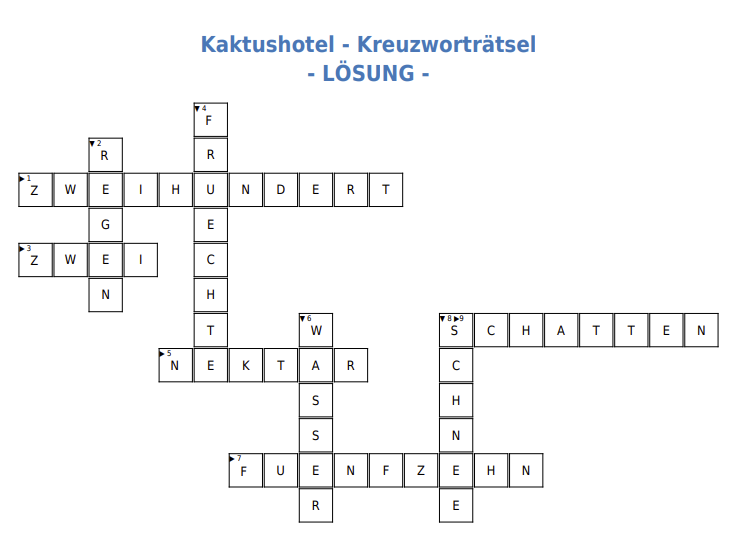 Kaktushotel - Kreuzworträtsel
- LÖSUNG -
▼ 4
F
▼ 2
R R
▶ 1
Z W E I H U N D E R T
G E
▶ 3
Z W E I C
N H
▼ 6 ▼ 8 ▶9
T W S C H A T T E N
▶ 5
N E K T A R C
S H
S N
▶ 7
F U E N F Z E H N
R E